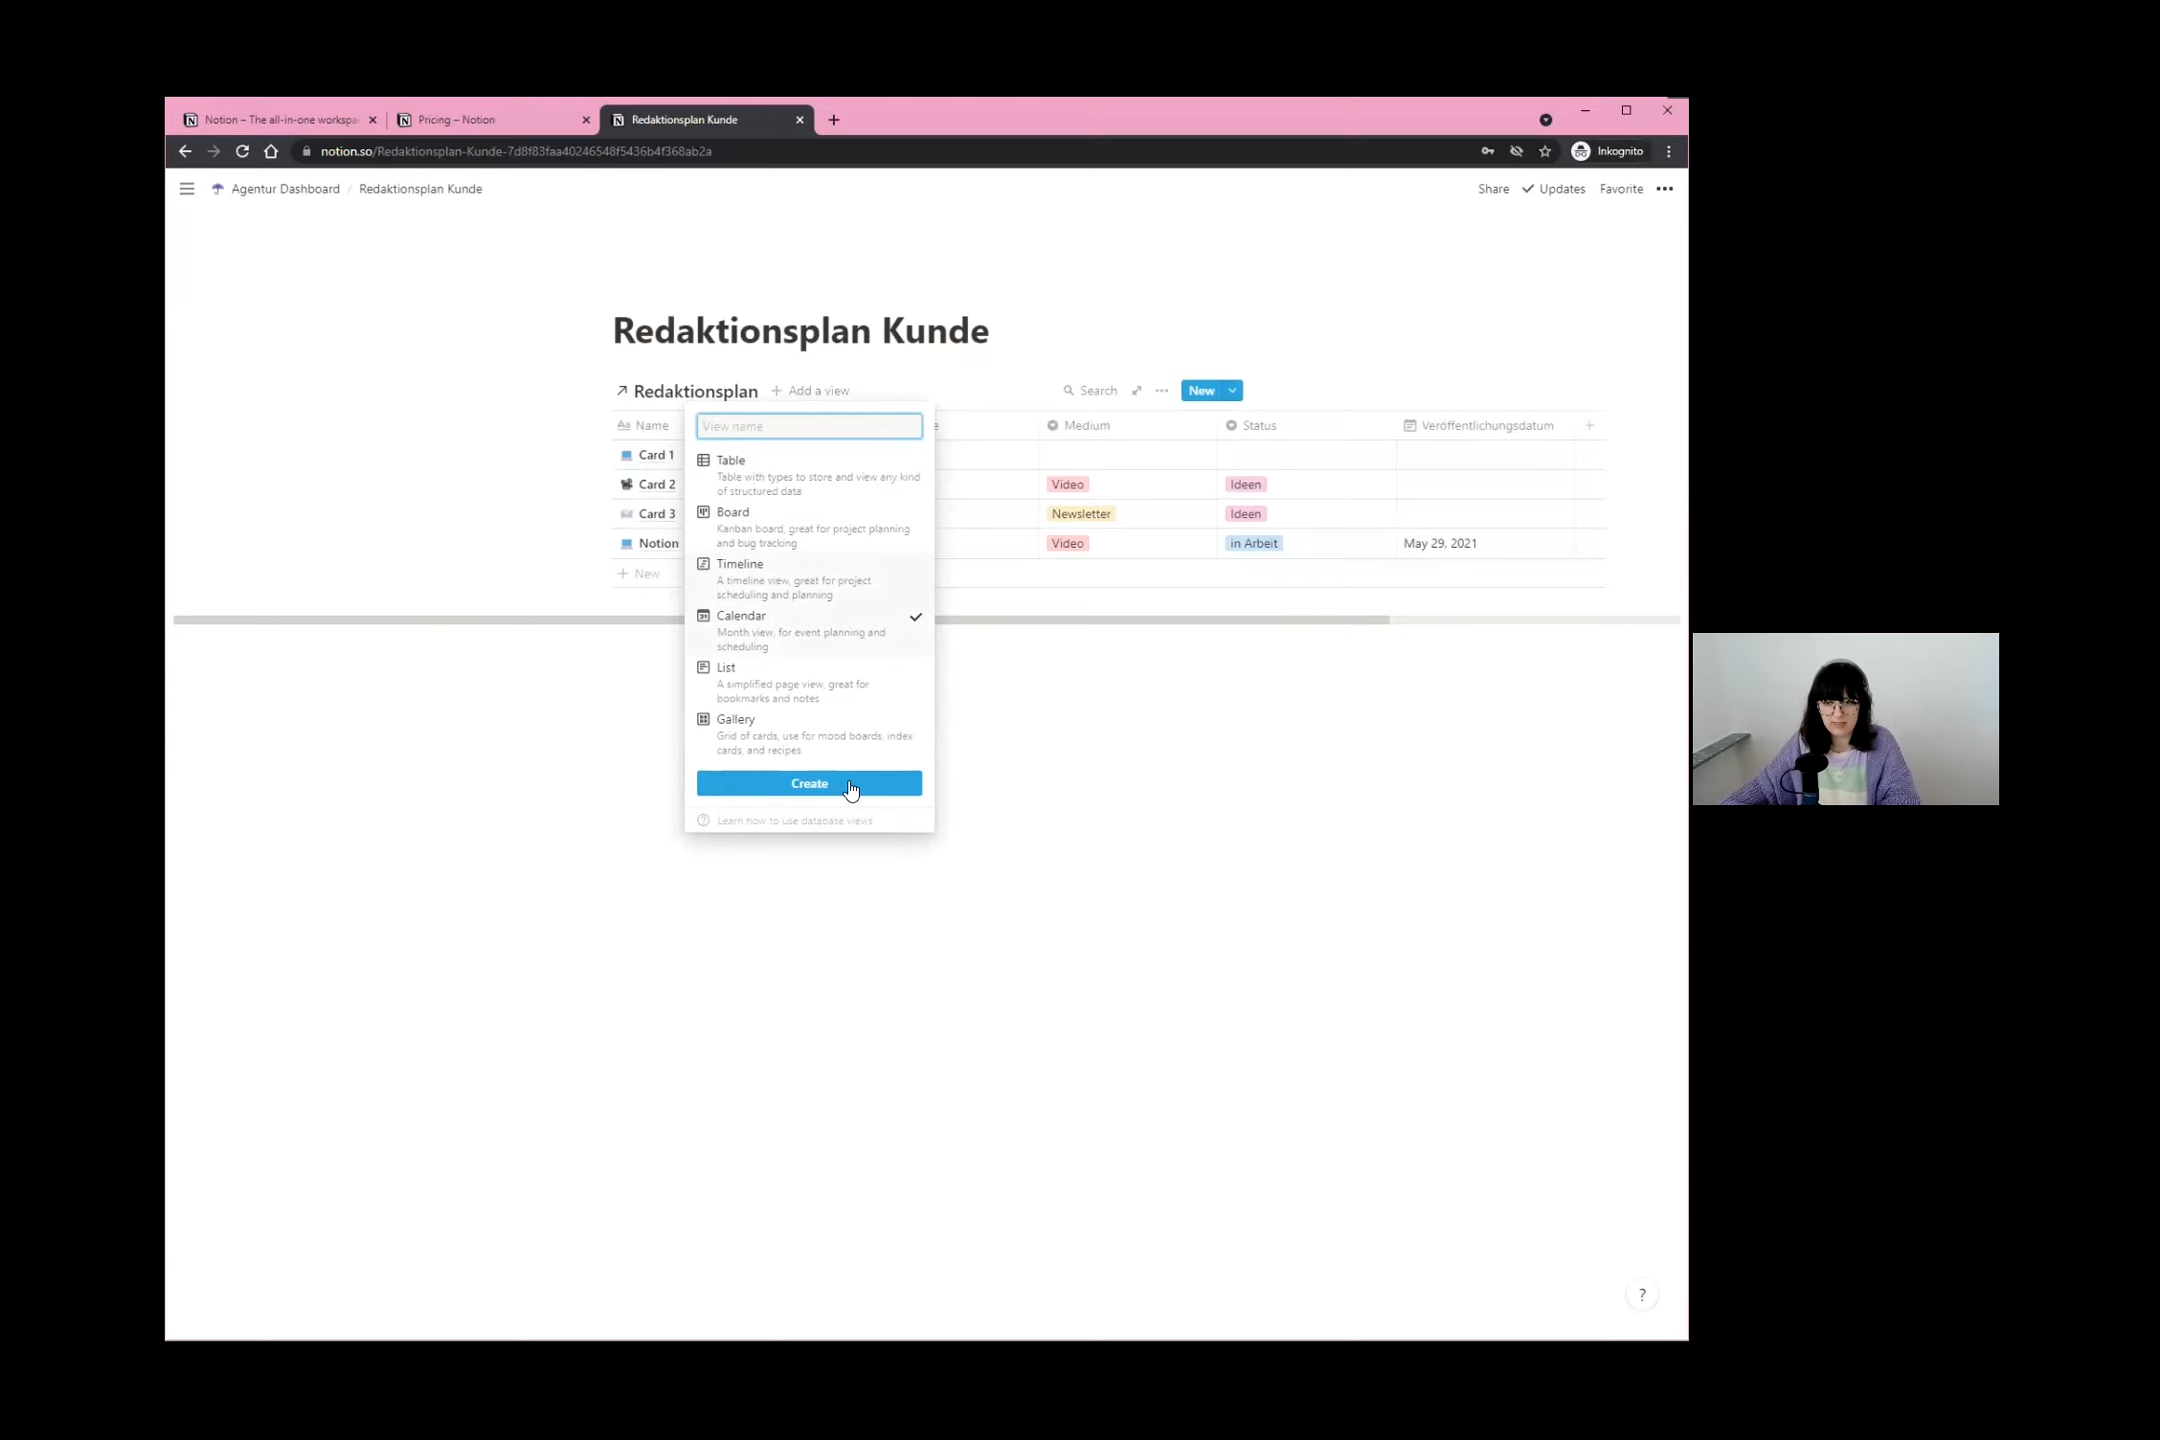 Notion – The all-in-one workspa
Pricing – Notion
Redaktionsplan Kunde
notion.so/Redaktionsplan-Kunde-7d8f83faa40246548f5436b4f368ab2a
Inkognito
Agentur Dashboard / Redaktionsplan Kunde
Share
Updates
Favorite
Redaktionsplan Kunde
Redaktionsplan
Add a view
Search
New
Aa Name
e
Medium
Status
Veröffentlichungsdatum
View name
Card 1
Card 2
Video
Ideen
Card 3
Newsletter
Ideen
Notion
Video
in Arbeit
May 29, 2021
New
Table
Table with types to store and view any kind
of structured data
Board
Kanban board, great for project planning
and bug tracking
Timeline
A timeline view, great for project
scheduling and planning
Calendar
Month view, for event planning and
scheduling
List
A simplified page view, great for
bookmarks and notes
Gallery
Grid of cards, use for mood boards, index
cards, and recipes
Create
Learn how to use database views
?